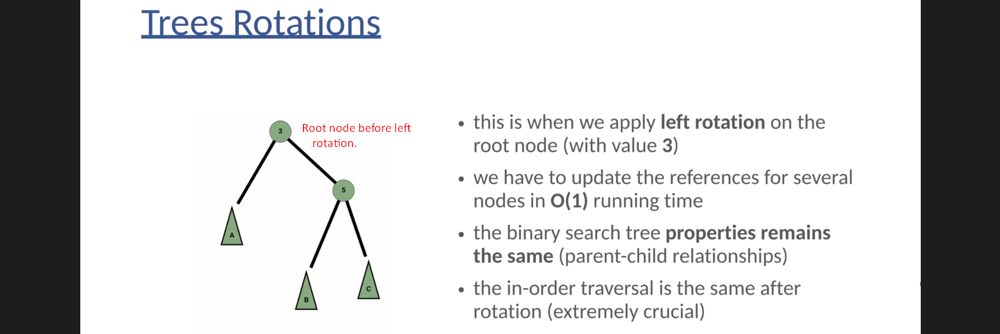 Trees Rotations
3
Root node before left
rotation.
5
A
B
C
• this is when we apply left rotation on the
root node (with value 3)
• we have to update the references for several
nodes in O(1) running time
• the binary search tree properties remains
the same (parent-child relationships)
• the in-order traversal is the same after
rotation (extremely crucial)